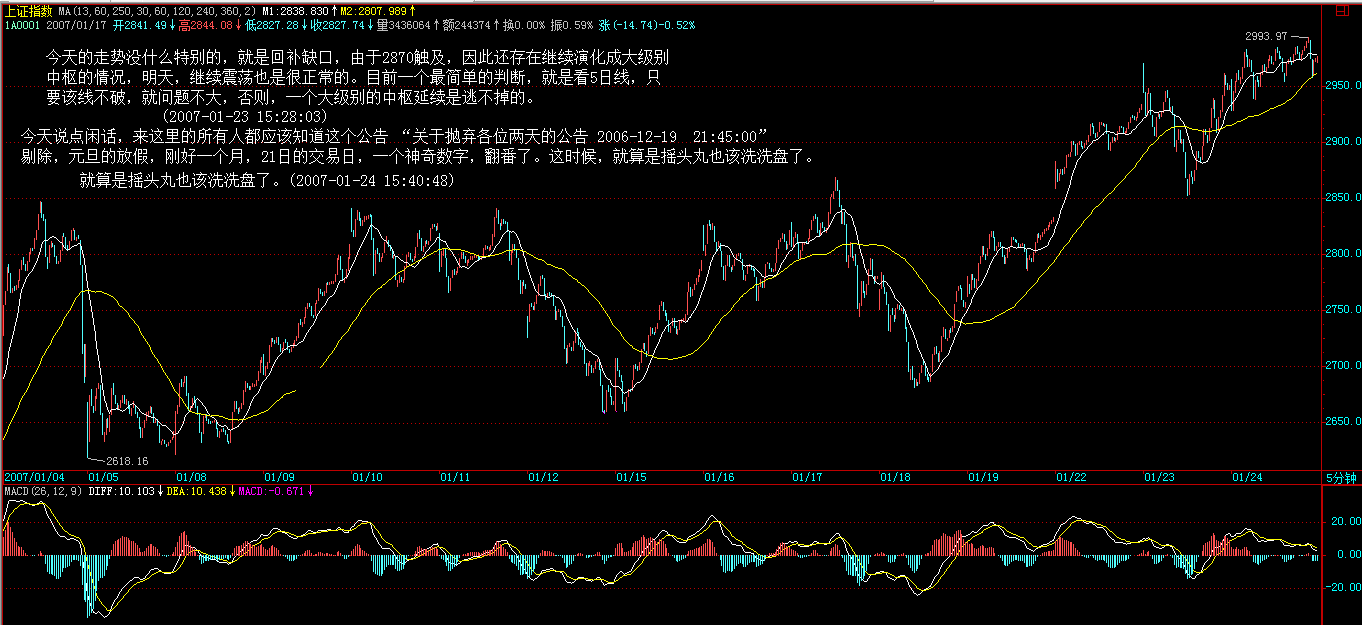 上证指数 MA(13,60,250,30,60,120,240,360,2) M1:2838.830↑M2:2807.989↑
1A0001 2007/01/17 开2841.49↓高2844.08↓低2827.28↓收2827.74↓量3436064↑额244374↑换0.00% 振0.59% 涨(-14.74)-0.52%
2993.97
今天的走势没什么特别的，就是回补缺口，由于2870触及，因此还存在继续演化成大级别
中枢的情况，明天，继续震荡也是很正常的。目前一个最简单的判断，就是看5日线，只
要该线不破，就问题不大，否则，一个大级别的中枢延续是逃不掉的。
(2007-01-23 15:28:03)
今天说点闲话，来这里的所有人都应该知道这个公告 “关于抛弃各位两天的公告 2006-12-19 21:45:00”
剔除，元旦的放假，刚好一个月，21日的交易日，一个神奇数字，翻番了。这时候，就算是摇头丸也该洗洗盘了。
就算是摇头丸也该洗洗盘了。(2007-01-24 15:40:48)
2950.0
2900.0
2850.0
2800.0
2750.0
2700.0
2650.0
2618.16
2007/01/04 01/05 01/08 01/09 01/10 01/11 01/12 01/15 01/16 01/17 01/18 01/19 01/22 01/23 01/24 5分钟
MACD(26,12,9) DIFF:10.103↓DEA:10.438↓MACD:-0.671↓
20.00
0.00
-20.00